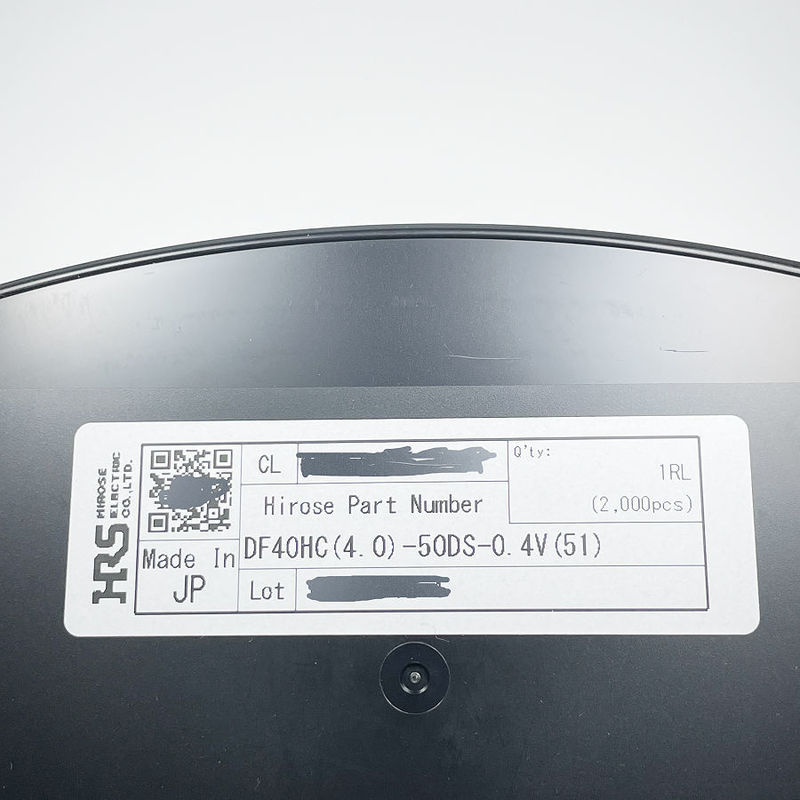 HRS
HIROSE
ELECTRIC
CO.,LTD.
CL
Q'ty:
1RL
(2,000pcs)
Hirose Part Number
DF40HC(4.0)-50DS-0.4V(51)
Made In
JP
Lot